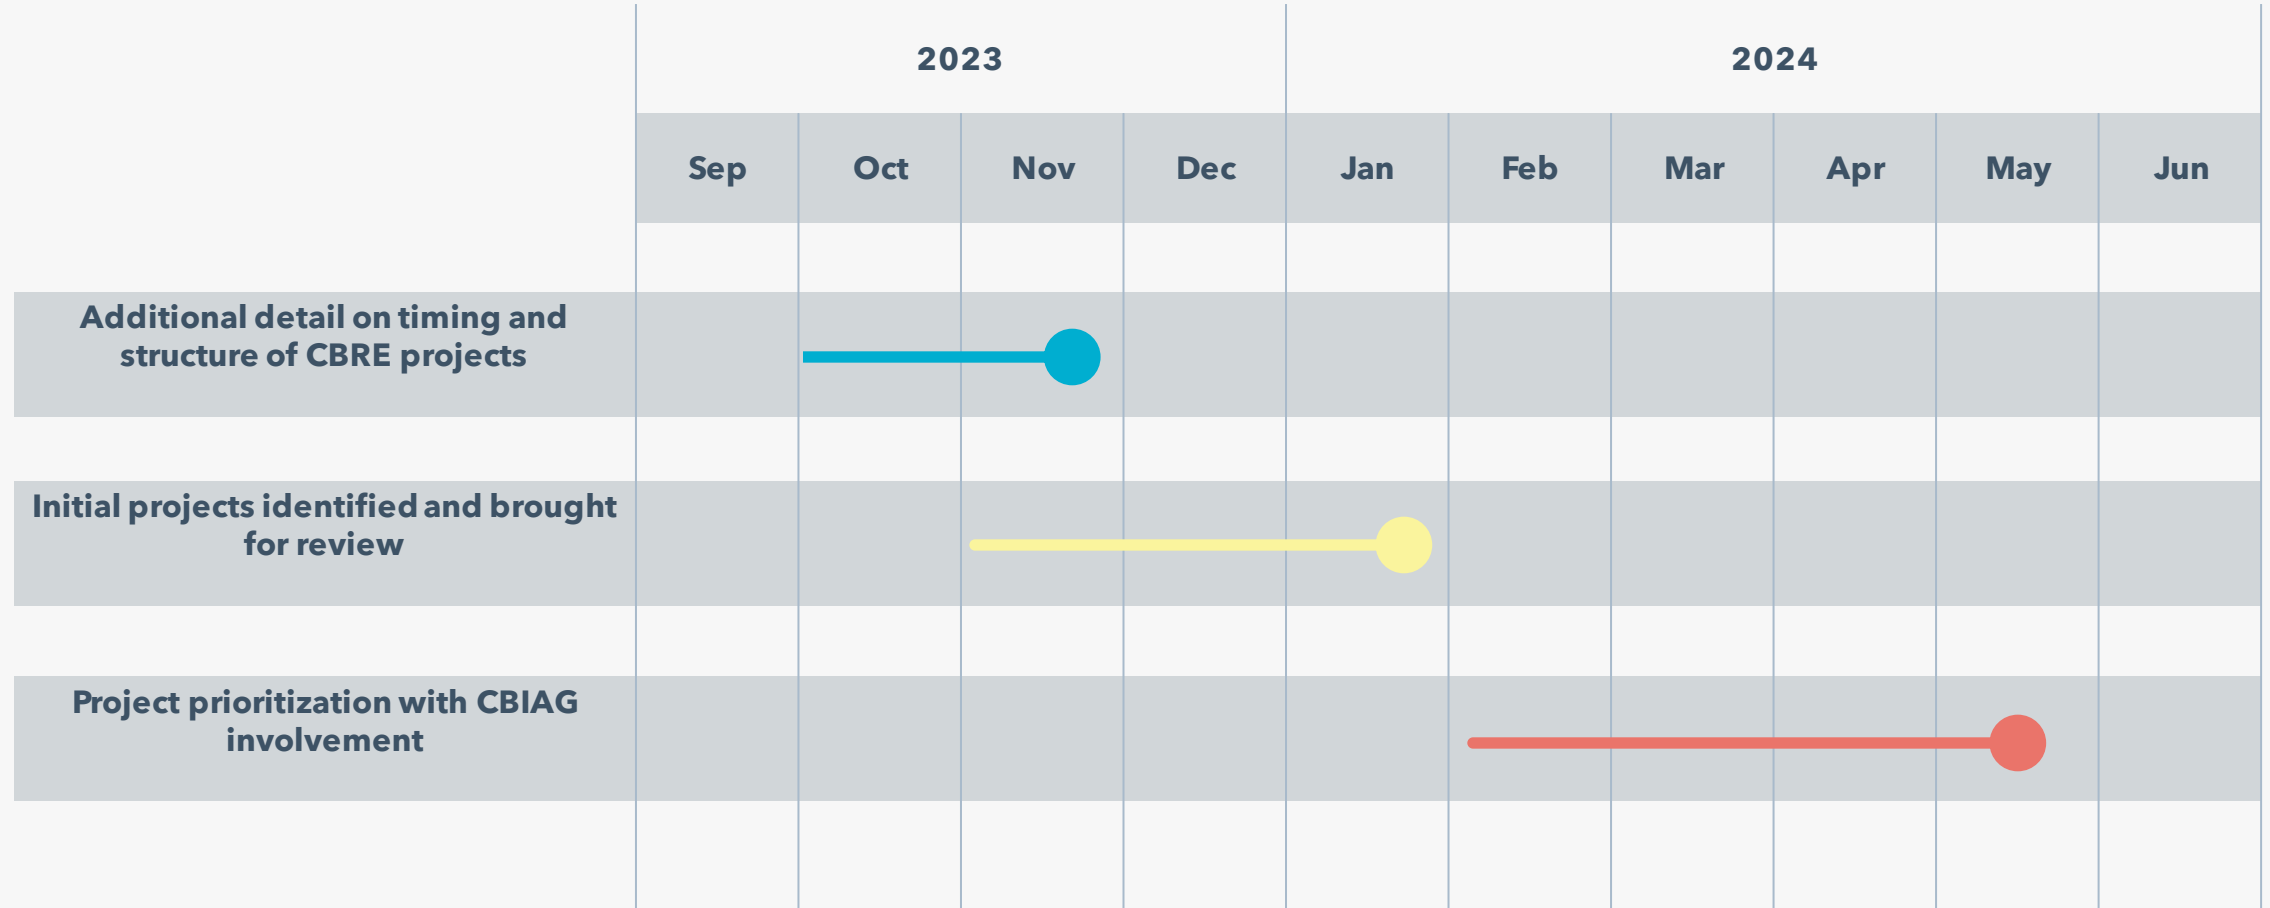 2023 2024
Sep Oct Nov Dec Jan Feb Mar Apr May Jun
Additional detail on timing and
structure of CBRE projects
Initial projects identified and brought
for review
Project prioritization with CBIAG
involvement